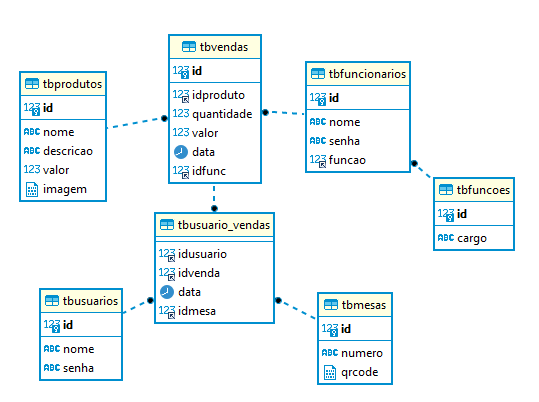 tbvendas
123 id
123 idproduto
123 quantidade
123 valor
data
123 idfunc
tbprodutos
123 id
ABC nome
ABC descricao
123 valor
imagem
tbfuncionarios
123 id
ABC nome
ABC senha
123 funcao
tbfuncoes
123 id
ABC cargo
tbusuario_vendas
123 idusuario
123 idvenda
data
123 idmesa
tbusuarios
123 id
ABC nome
ABC senha
tbmesas
123 id
ABC numero
qrcode